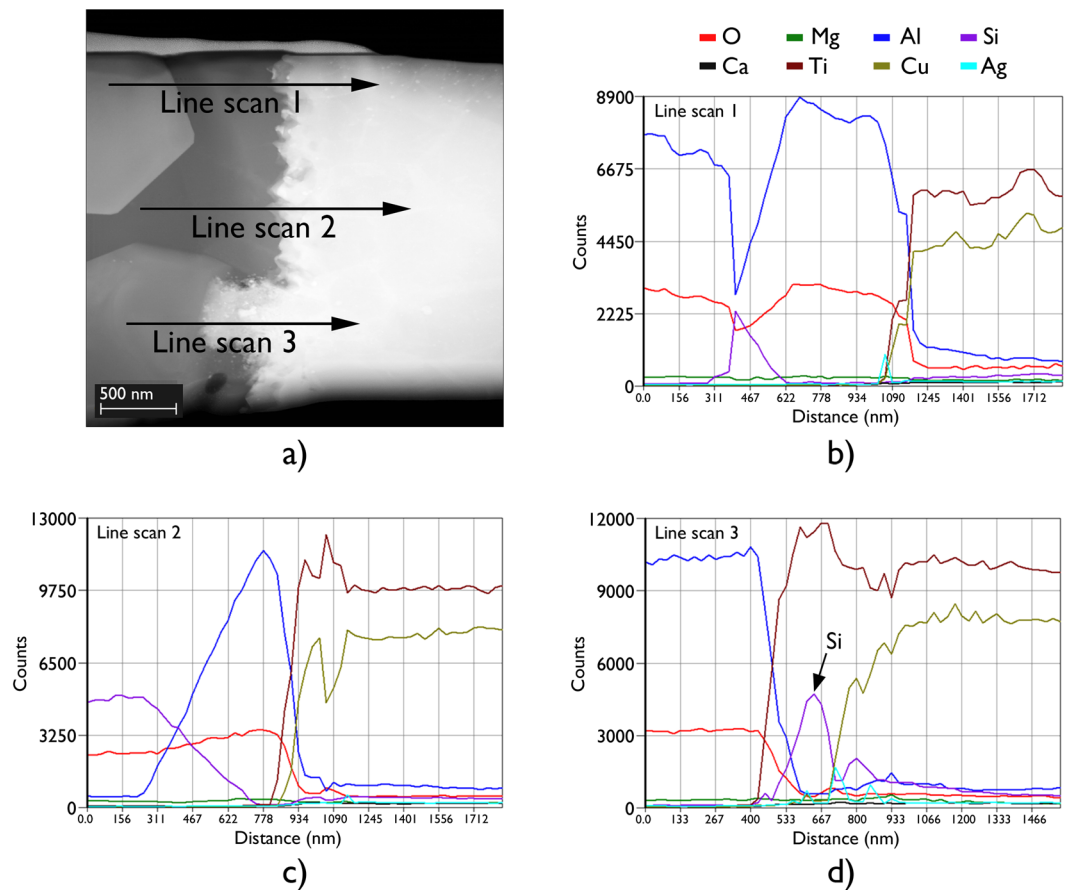 Line scan 1
Line scan 2
Line scan 3
500 nm
a)
O Mg Al Si
Ca Ti Cu Ag
Line scan 1
8900
6675
4450
2225
0
Counts
0.0 156 311 467 622 778 934 1090 1245 1401 1556 1712
Distance (nm)
b)
Line scan 2
13000
9750
6500
3250
0
Counts
0.0 156 311 467 622 778 934 1090 1245 1401 1556 1712
Distance (nm)
c)
Line scan 3
12000
9000
6000
3000
0
Counts
Si
0.0 133 267 400 533 667 800 933 1066 1200 1333 1466
Distance (nm)
d)